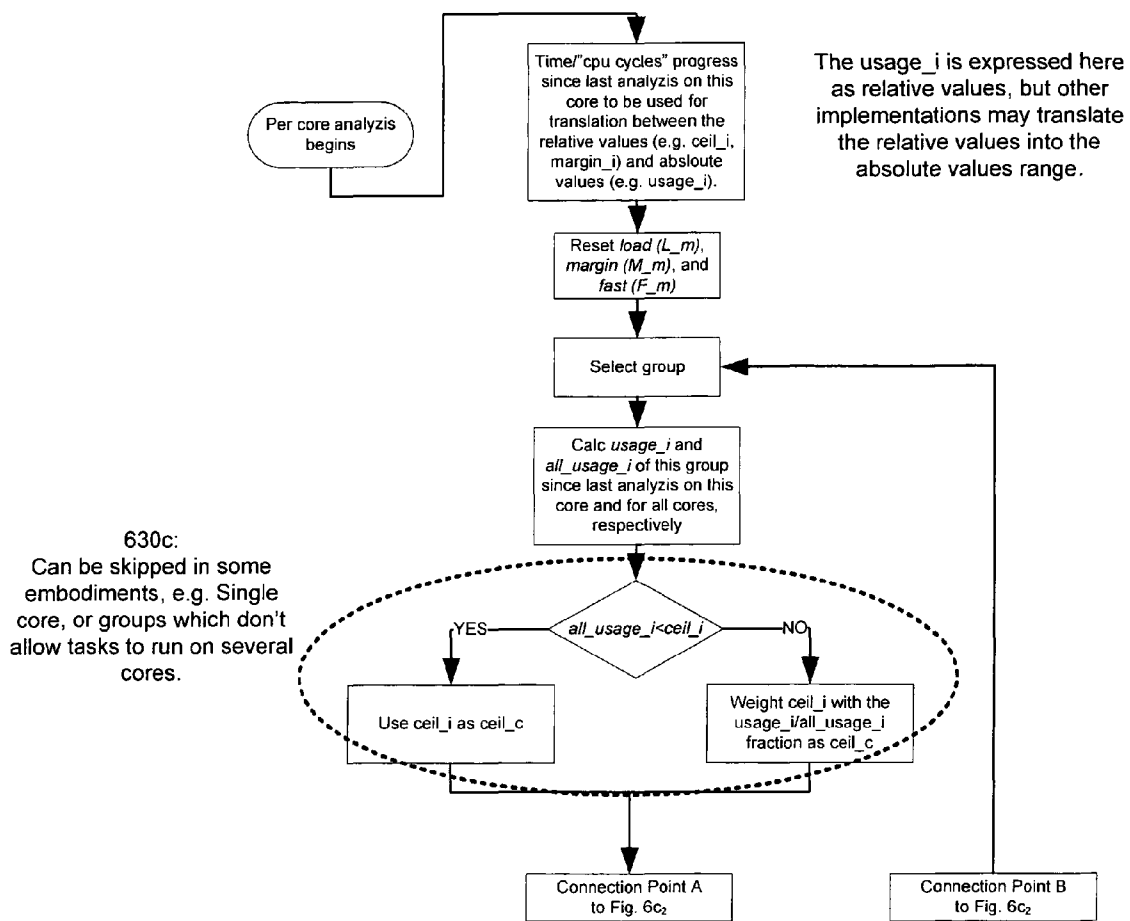 Per core analyzis
begins
Time/"cpu cycles" progress
since last analyzis on this
core to be used for
translation between the
relative values (e.g. ceil_i,
margin_i) and absloute
values (e.g. usage_i).
The usage_i is expressed here
as relative values, but other
implementations may translate
the relative values into the
absolute values range.
Reset load (L_m),
margin (M_m), and
fast (F_m)
Select group
Calc usage_i and
all_usage_i of this group
since last analyzis on this
core and for all cores,
respectively
630c:
Can be skipped in some
embodiments, e.g. Single
core, or groups which don't
allow tasks to run on several
cores.
YES
all_usage_i<ceil_i
NO
Use ceil_i as ceil_c
Weight ceil_i with the
usage_i/all_usage_i
fraction as ceil_c
Connection Point A
to Fig. 6c₂
Connection Point B
to Fig. 6c₂